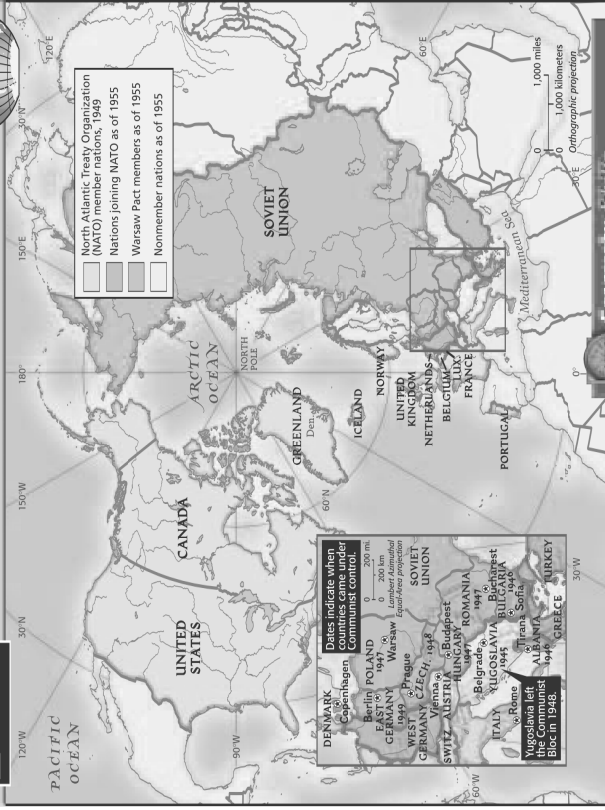 PACIFIC
OCEAN
120°W
30°N
150°W
180°
150°E
30°N
120°E
North Atlantic Treaty Organization
(NATO) member nations, 1949
Nations joining NATO as of 1955
Warsaw Pact members as of 1955
Nonmember nations as of 1955
ARCTIC
OCEAN
NORTH
POLE
SOVIET
UNION
60°E
CANADA
UNITED
STATES
90°W
60°N
GREENLAND
Den.
ICELAND
NORWAY
UNITED
KINGDOM
NETHERLANDS
BELGIUM
LUX.
FRANCE
PORTUGAL
Mediterranean Sea
0 1,000 miles
0 1,000 kilometers
Orthographic projection
30°E
0°
30°W
60°W
Dates indicate when
countries came under
Communist control.
0 200 mi.
0 200 km
Lambert Azimuthal
Equal-Area projection
DENMARK
Copenhagen
Berlin
EAST
GERMANY
1949
POLAND
1947
Warsaw
SOVIET
UNION
WEST
GERMANY
Prague
CZECH. 1948
Vienna
SWITZ.
AUSTRIA
Budapest
HUNGARY
1947
ROMANIA
1947
Bucharest
Belgrade
YUGOSLAVIA
1945
BULGARIA
1946
Sofia
ITALY
Rome
Tirana
ALBANIA
1946
GREECE
TURKEY
Yugoslavia left
the Communist
Bloc in 1948.